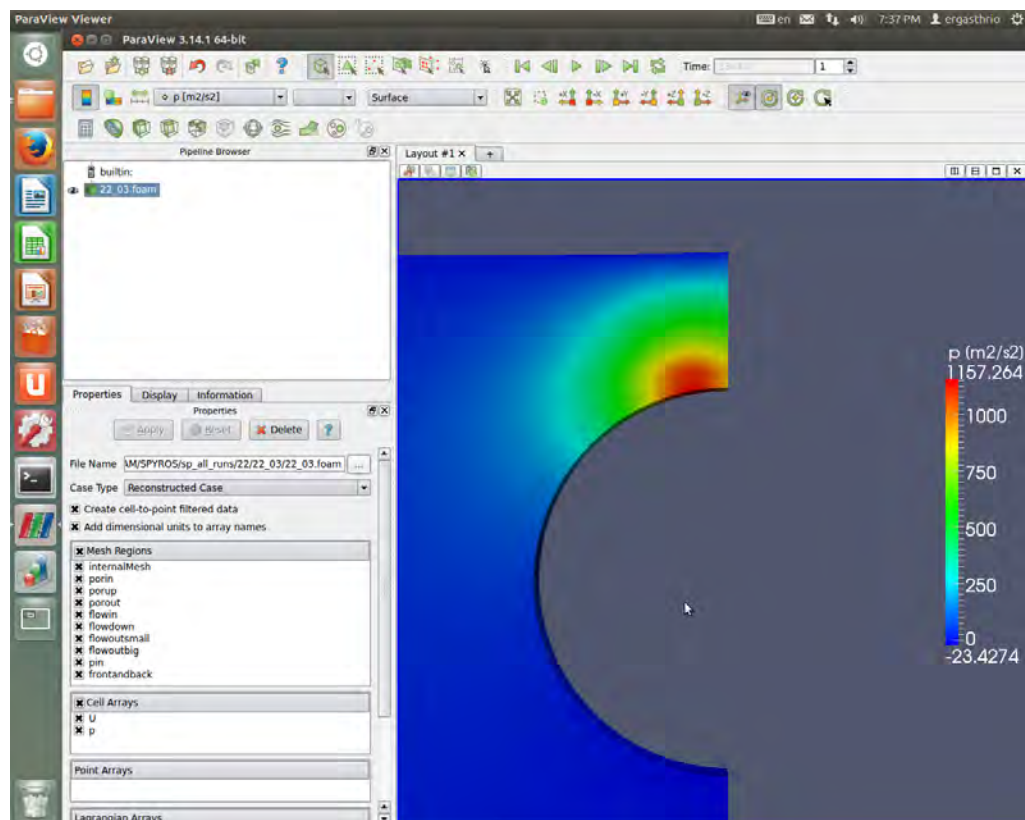 ParaView Viewer
en
7:37 PM
ergasthrio
ParaView 3.14.1 64-bit
Time:
1
p [m2/s2]
Surface
Pipeline Browser
Layout #1
builtin:
22_03.foam
Properties
Display
Information
Properties
Apply
Reset
Delete
File Name
M/SPYROS/sp_all_runs/22/22_03/22_03.foam
...
Case Type
Reconstructed Case
Create cell-to-point filtered data
Add dimensional units to array names
Mesh Regions
internalMesh
porin
porup
porout
flowin
flowdown
flowoutsmall
flowoutbig
pin
frontandback
Cell Arrays
U
p
Point Arrays
Lagrangian Arrays
p (m2/s2)
1157.264
1000
750
500
250
0
-23.4274